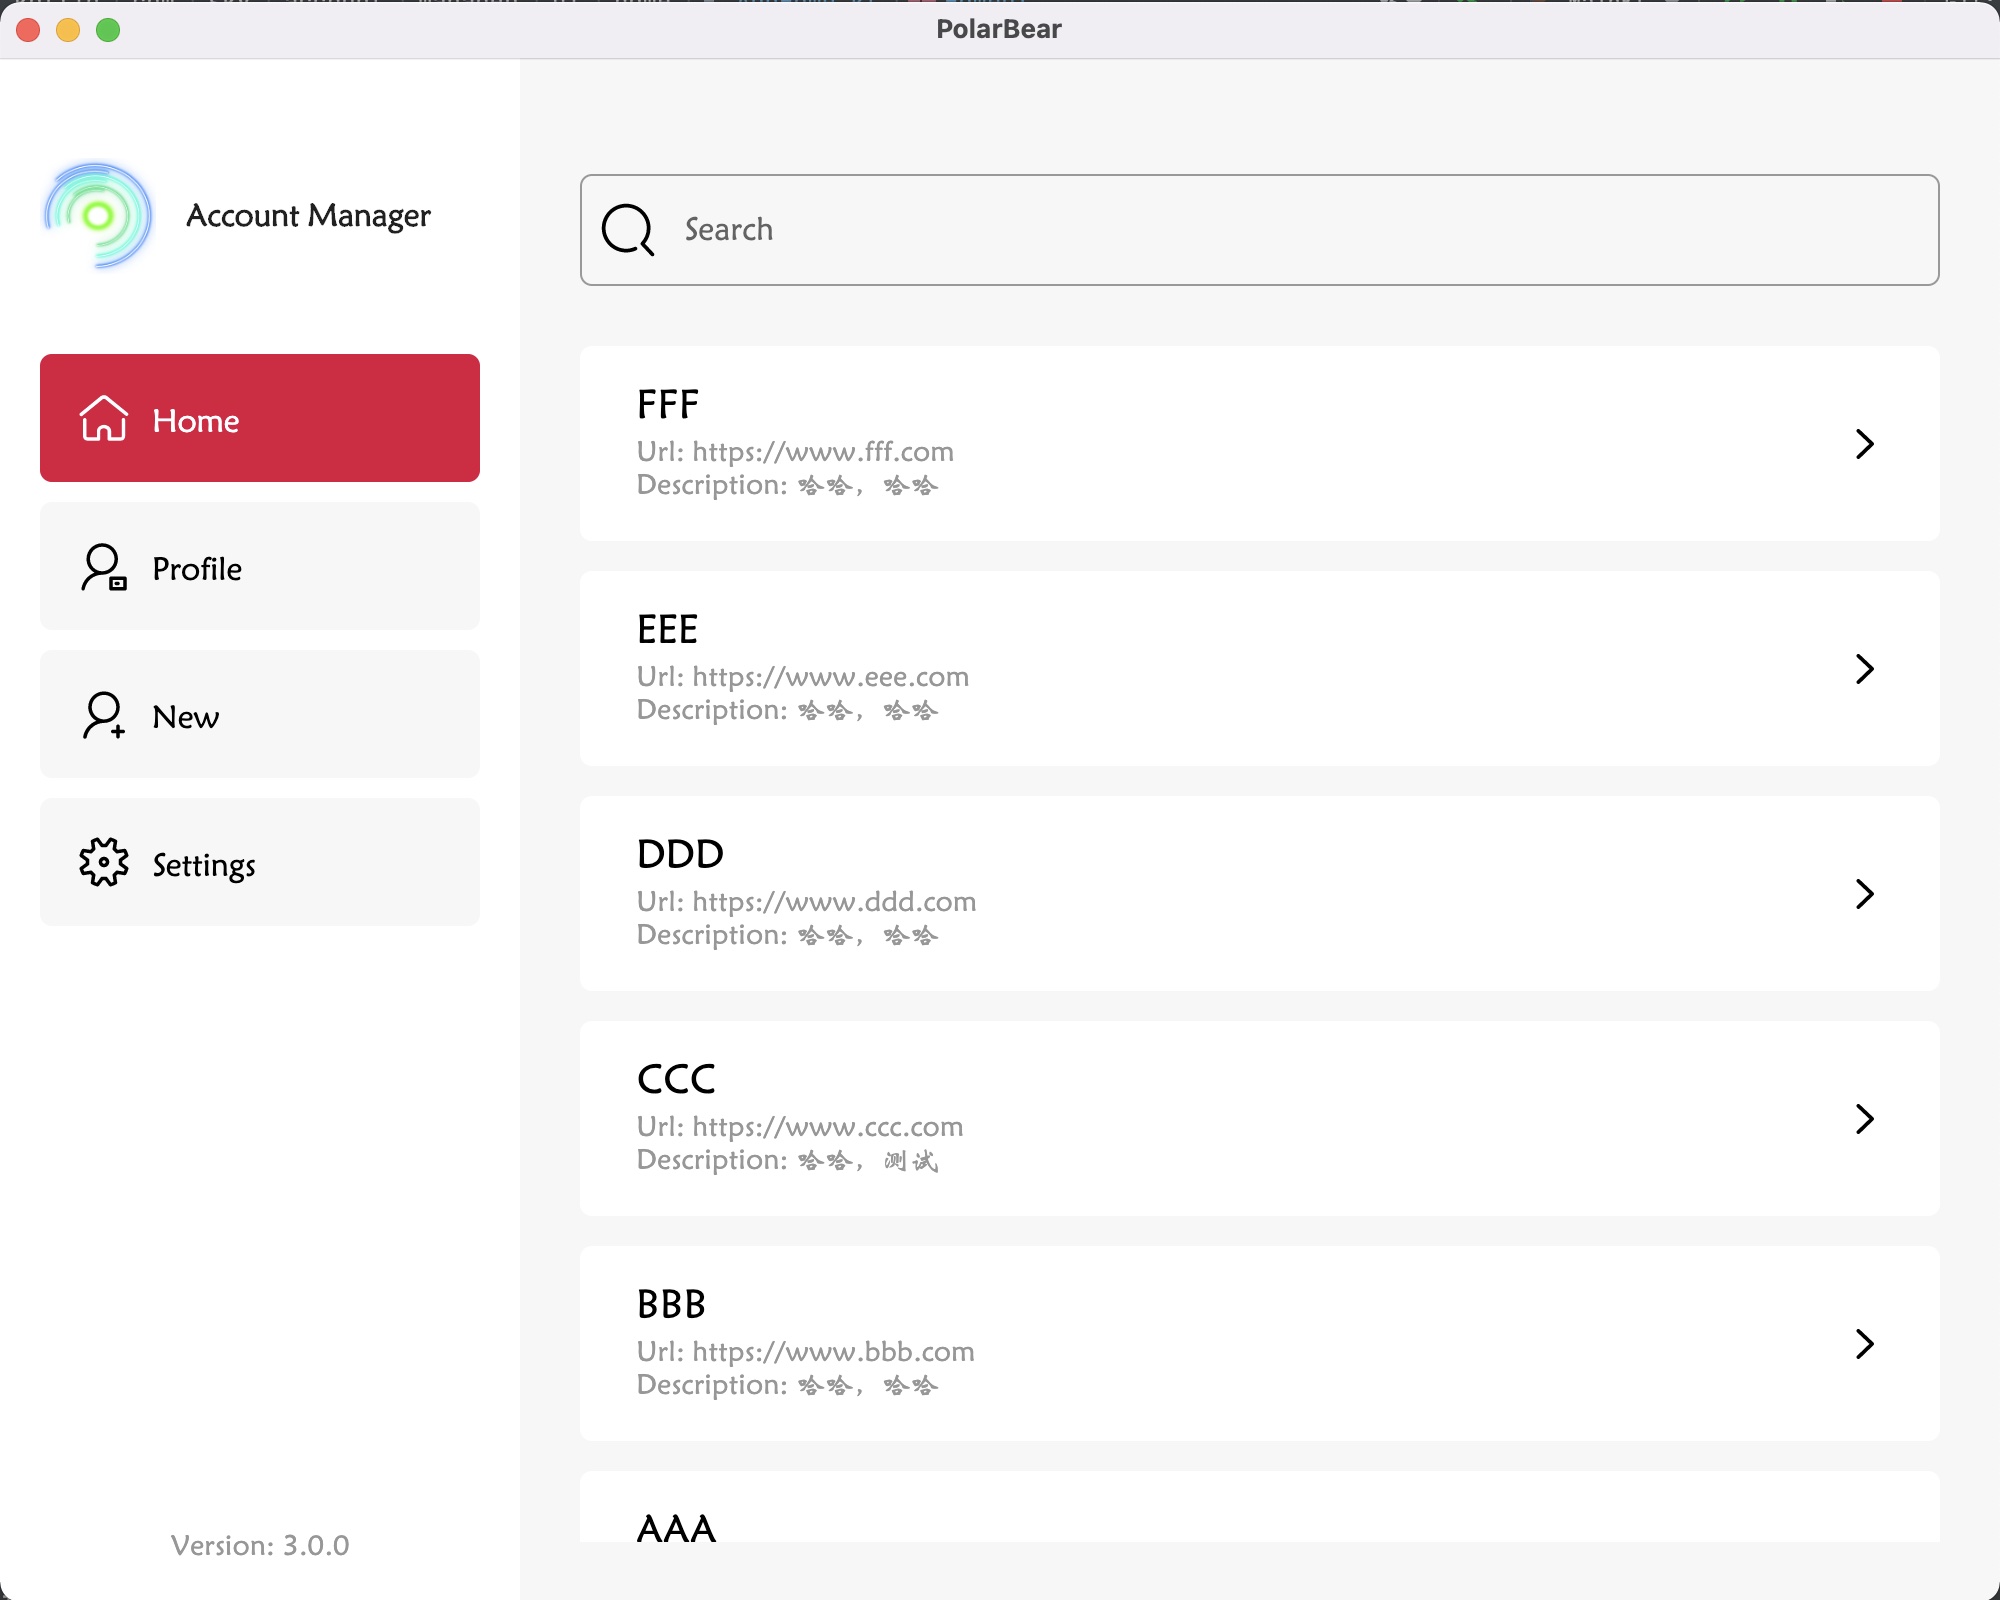 PolarBear
Account Manager
Home
Profile
New
Settings
Version: 3.0.0
Search
FFF
Url: https://www.fff.com
Description: 哈哈，哈哈
EEE
Url: https://www.eee.com
Description: 哈哈，哈哈
DDD
Url: https://www.ddd.com
Description: 哈哈，哈哈
CCC
Url: https://www.ccc.com
Description: 哈哈，测试
BBB
Url: https://www.bbb.com
Description: 哈哈，哈哈
AAA